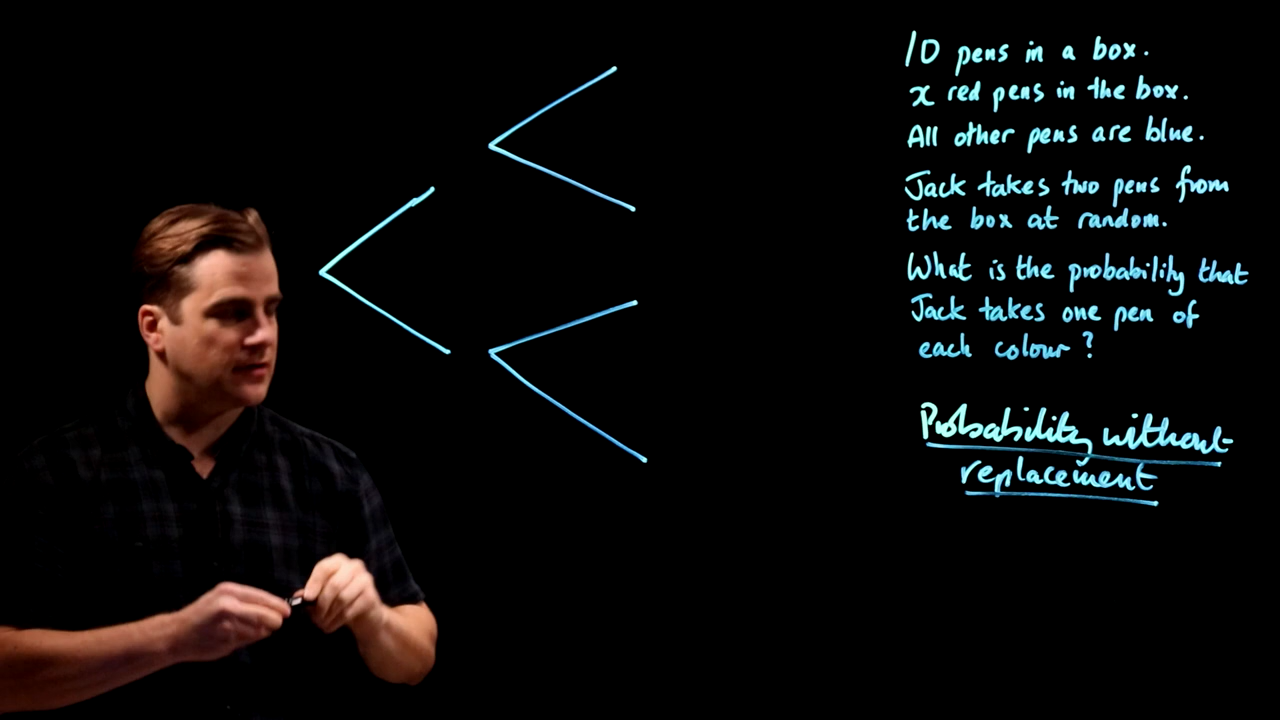 10 pens in a box.
x red pens in the box.
All other pens are blue.
Jack takes two pens from
the box at random.
What is the probability that
Jack takes one pen of
each colour?
Probability without
replacement